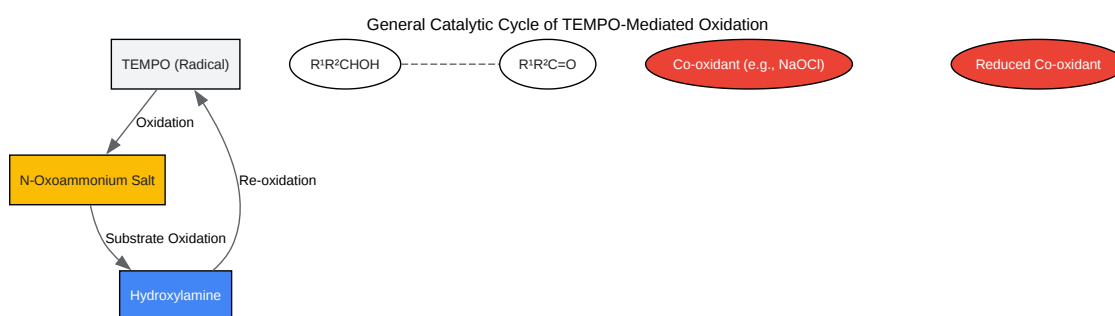 General Catalytic Cycle of TEMPO-Mediated Oxidation
TEMPO (Radical)
R¹R²CHOH
R¹R²C=O
Co-oxidant (e.g., NaOCl)
Reduced Co-oxidant
Oxidation
N-Oxoammonium Salt
Re-oxidation
Substrate Oxidation
Hydroxylamine